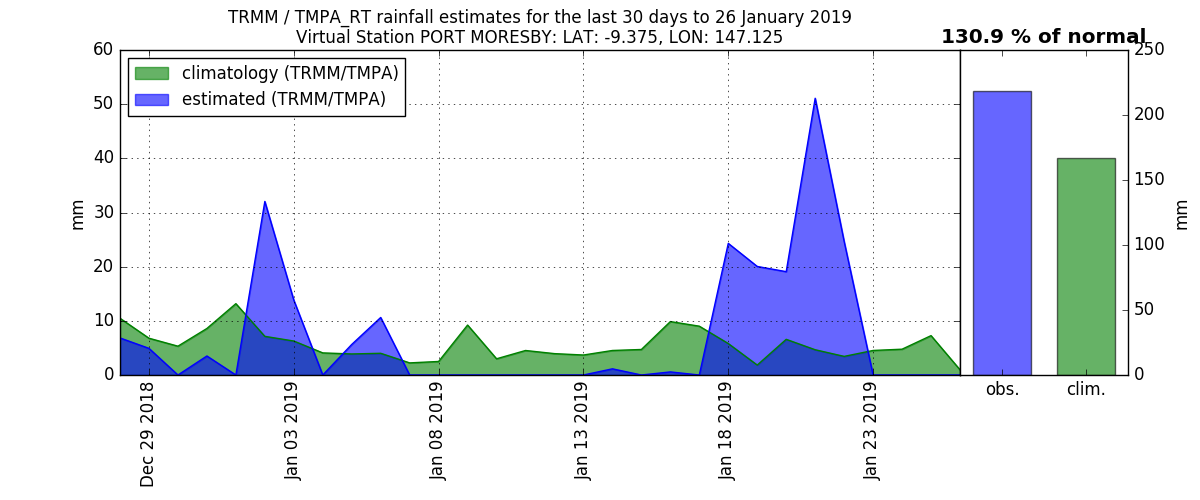 TRMM / TMPA_RT rainfall estimates for the last 30 days to 26 January 2019
Virtual Station PORT MORESBY: LAT: -9.375, LON: 147.125
130.9 % of normal
climatology (TRMM/TMPA)
estimated (TRMM/TMPA)
60
50
40
30
20
10
0
mm
Dec 29 2018
Jan 03 2019
Jan 08 2019
Jan 13 2019
Jan 18 2019
Jan 23 2019
250
200
150
100
50
0
mm
obs.
clim.